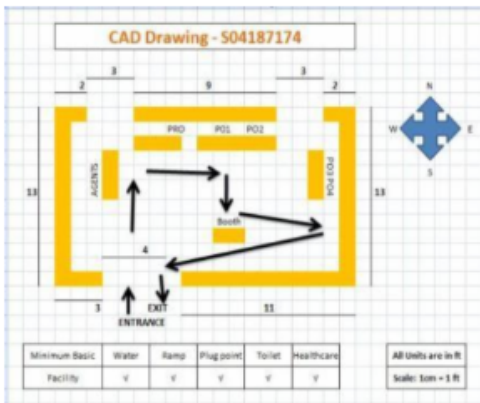 CAD Drawing - S04187174
3
3
2
9
2
N
W
E
S
PRO
PO1
PO2
AGENTS
PO3 PO4
13
13
Booth
4
3
EXIT
11
ENTRANCE
Minimum Basic Water Ramp Plug point Toilet Healthcare
Facility √ √ √ √ √
All Units are in ft
Scale: 1cm = 1 ft